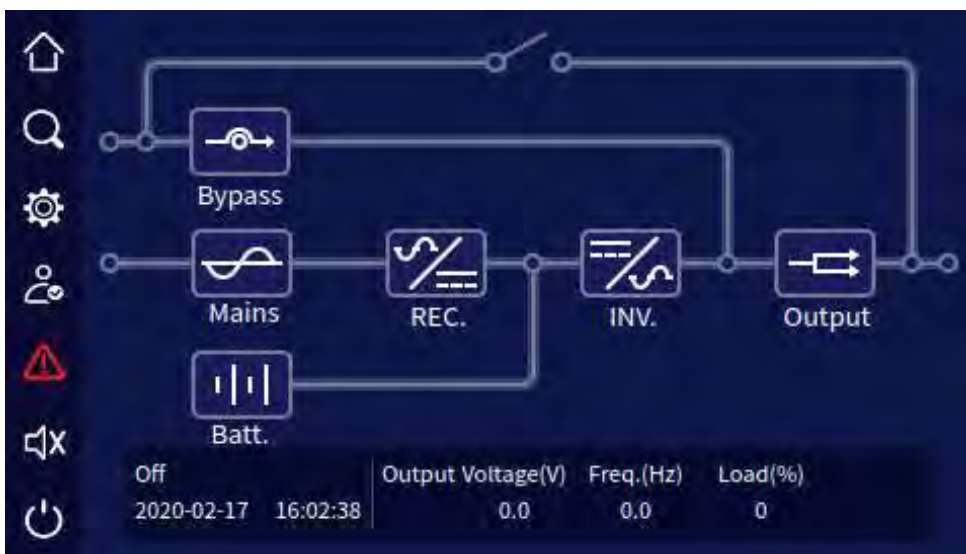 Bypass
Mains
REC.
INV.
Output
Batt.
Off
Output Voltage(V) Freq.(Hz) Load(%)
2020-02-17 16:02:38
0.0 0.0 0